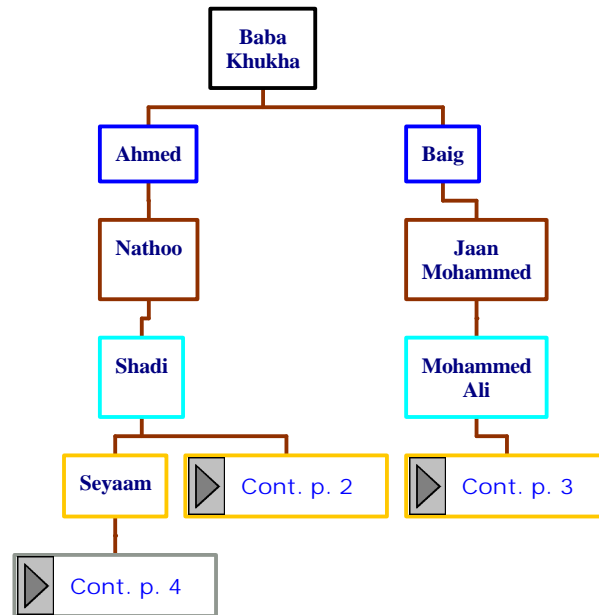 Baba
Khukha
Ahmed
Baig
Nathoo
Jaan
Mohammed
Shadi
Mohammed
Ali
Seyaam
Cont. p. 2
Cont. p. 3
Cont. p. 4